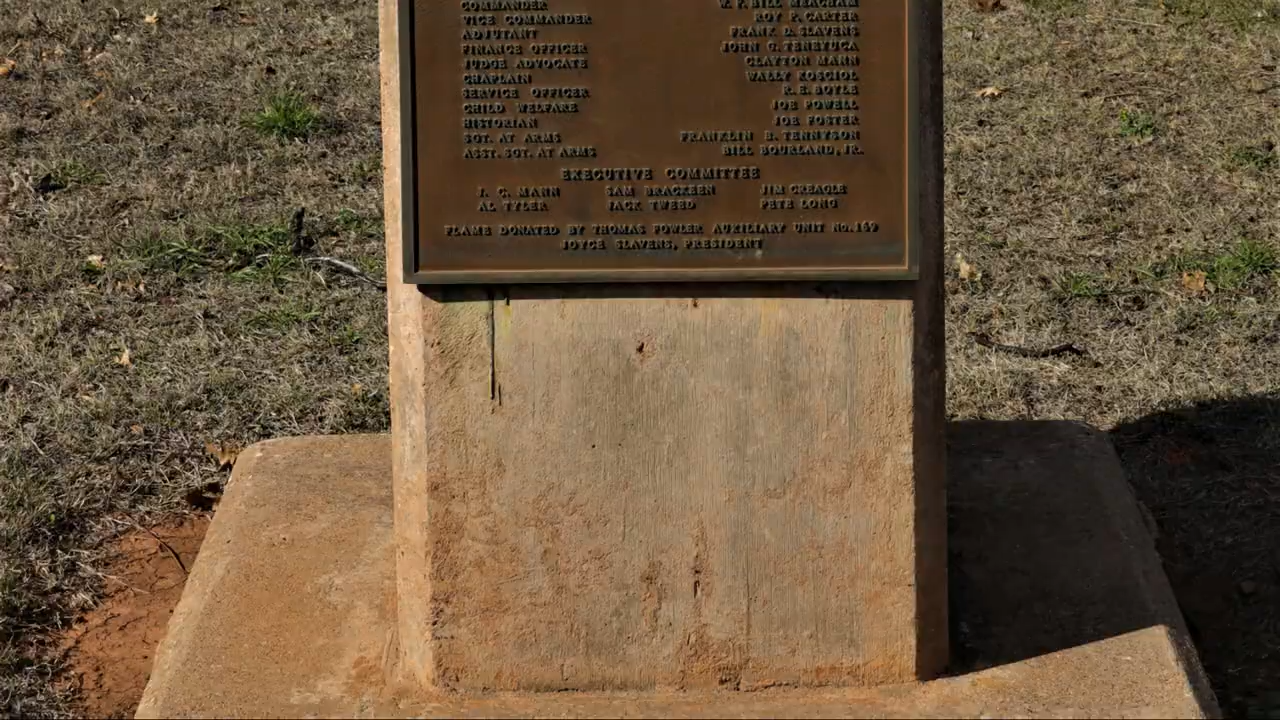 COMMANDER W. F. BILL MEACHAM
VICE COMMANDER ROY P. CARTER
ADJUTANT FRANK D. SLAVENS
FINANCE OFFICER JOHN G. TENEYUCA
JUDGE ADVOCATE CLAYTON MANN
CHAPLAIN WALLY KOSCIOL
SERVICE OFFICER R. E. BOYLE
CHILD WELFARE JOE POWELL
HISTORIAN JOE FOSTER
SGT. AT ARMS FRANKLIN B. TENNYSON
ASST. SGT. AT ARMS BILL BOURLAND, JR.
EXECUTIVE COMMITTEE
J. C. MANN SAM BRACKEEN JIM CREAGLE
AL TYLER JACK TWEED PETE LONG
FLAME DONATED BY THOMAS FOWLER AUXILIARY UNIT No. 169
JOYCE SLAVENS, PRESIDENT